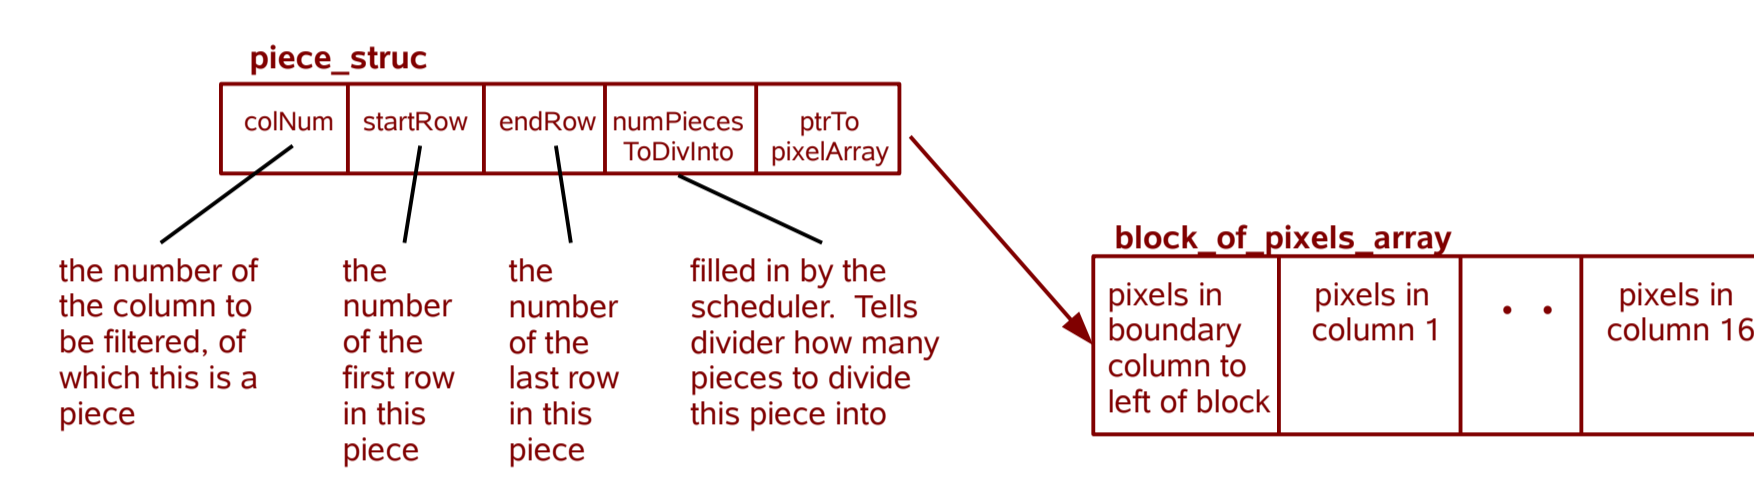 piece_struc
colNum
startRow
endRow
numPieces
ToDivInto
ptrTo
pixelArray
the number of
the column to
be filtered, of
which this is a
piece
the
number
of the
first row
in this
piece
the
number
of the
last row
in this
piece
filled in by the
scheduler.  Tells
divider how many
pieces to divide
this piece into
block_of_pixels_array
pixels in
boundary
column to
left of block
pixels in
column 1
. .
pixels in
column 16